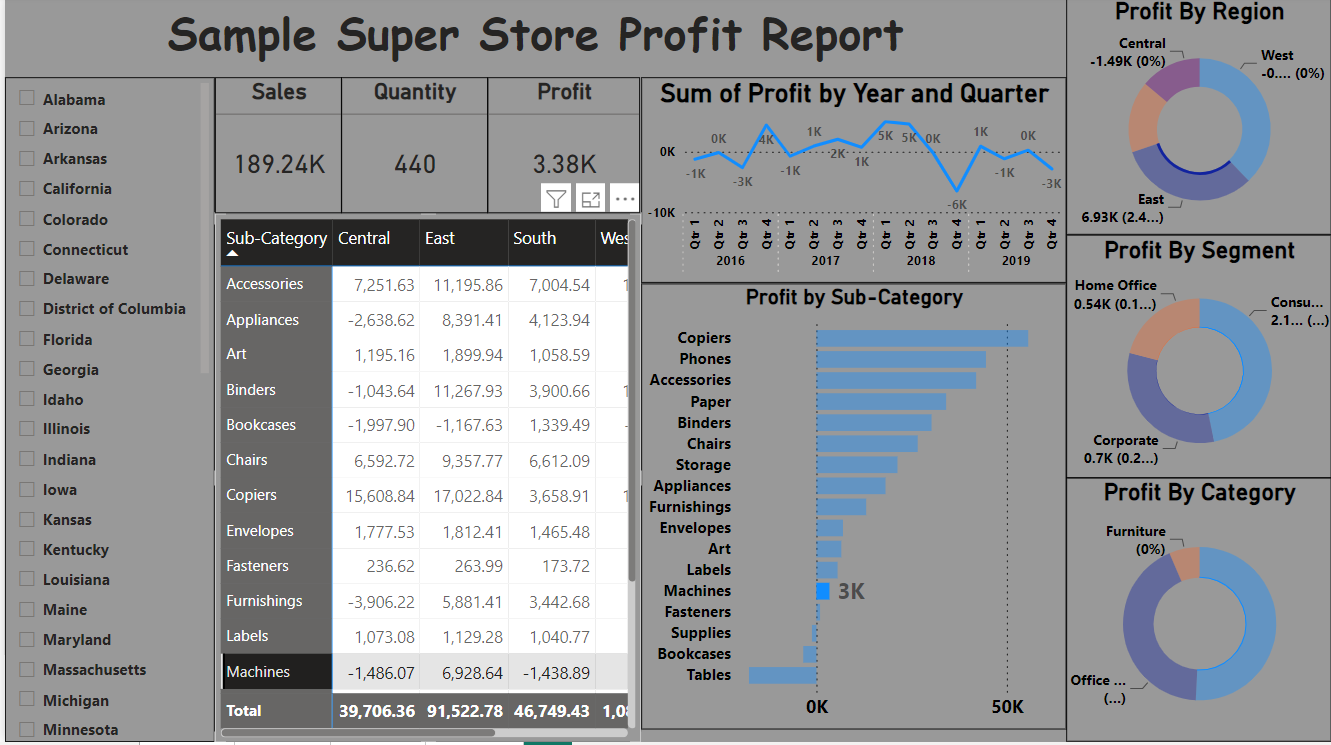 Sample Super Store Profit Report
Alabama
Arizona
Arkansas
California
Colorado
Connecticut
Delaware
District of Columbia
Florida
Georgia
Idaho
Illinois
Indiana
Iowa
Kansas
Kentucky
Louisiana
Maine
Maryland
Massachusetts
Michigan
Minnesota
Sales Quantity Profit
189.24K 440 3.38K
Sub-Category Central East South Wes
Accessories 7,251.63 11,195.86 7,004.54 1
Appliances -2,638.62 8,391.41 4,123.94
Art 1,195.16 1,899.94 1,058.59
Binders -1,043.64 11,267.93 3,900.66 1
Bookcases -1,997.90 -1,167.63 1,339.49 -
Chairs 6,592.72 9,357.77 6,612.09
Copiers 15,608.84 17,022.84 3,658.91 1
Envelopes 1,777.53 1,812.41 1,465.48
Fasteners 236.62 263.99 173.72
Furnishings -3,906.22 5,881.41 3,442.68
Labels 1,073.08 1,129.28 1,040.77
Machines -1,486.07 6,928.64 -1,438.89
Total 39,706.36 91,522.78 46,749.43 1,08
Sum of Profit by Year and Quarter
0K
-10K
-1K 0K -3K 4K -1K 1K 2K 1K 5K 5K 0K -6K 1K -1K 0K -3K
Qtr 1 Qtr 2 Qtr 3 Qtr 4 Qtr 1 Qtr 2 Qtr 3 Qtr 4 Qtr 1 Qtr 2 Qtr 3 Qtr 4 Qtr 1 Qtr 2 Qtr 3 Qtr 4
2016 2017 2018 2019
Profit by Sub-Category
Copiers
Phones
Accessories
Paper
Binders
Chairs
Storage
Appliances
Furnishings
Envelopes
Art
Labels
Machines 3K
Fasteners
Supplies
Bookcases
Tables
0K 50K
Profit By Region
Central
-1.49K (0%)
West
-0.... (0%)
East
6.93K (2.4...)
Profit By Segment
Home Office
0.54K (0.1...)
Consu...
2.1... (...)
Corporate
0.7K (0.2...)
Profit By Category
Furniture
(0%)
Office ...
(...)